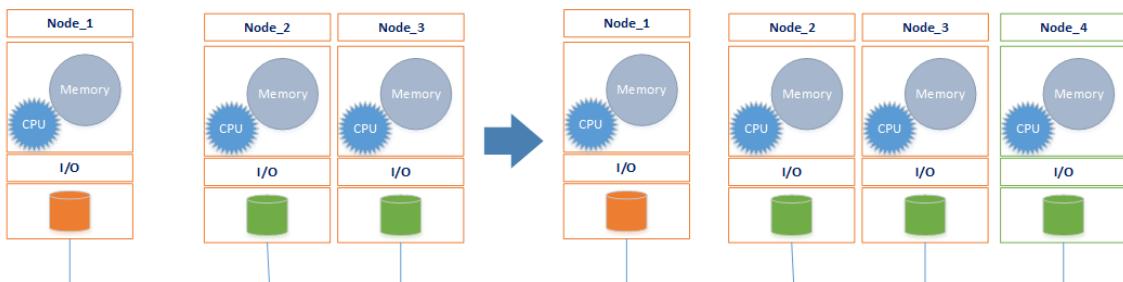 Node_1
Memory
CPU
I/O
Node_2
Memory
CPU
I/O
Node_3
Memory
CPU
I/O
Node_1
Memory
CPU
I/O
Node_2
Memory
CPU
I/O
Node_3
Memory
CPU
I/O
Node_4
Memory
CPU
I/O